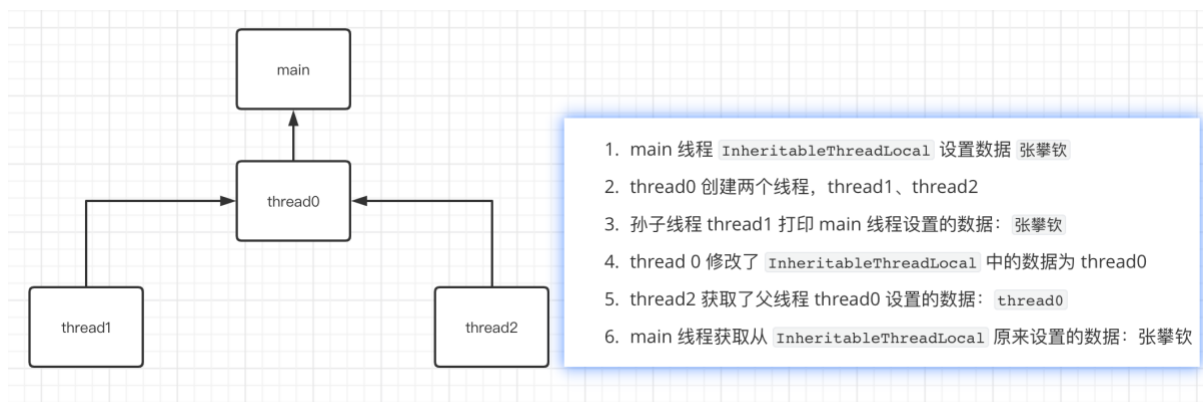 main
thread0
thread1
thread2
1. main 线程 InheritableThreadLocal 设置数据 张攀钦
2. thread0 创建两个线程，thread1、thread2
3. 孙子线程 thread1 打印 main 线程设置的数据：张攀钦
4. thread 0 修改了 InheritableThreadLocal 中的数据为 thread0
5. thread2 获取了父线程 thread0 设置的数据：thread0
6. main 线程获取从 InheritableThreadLocal 原来设置的数据：张攀钦